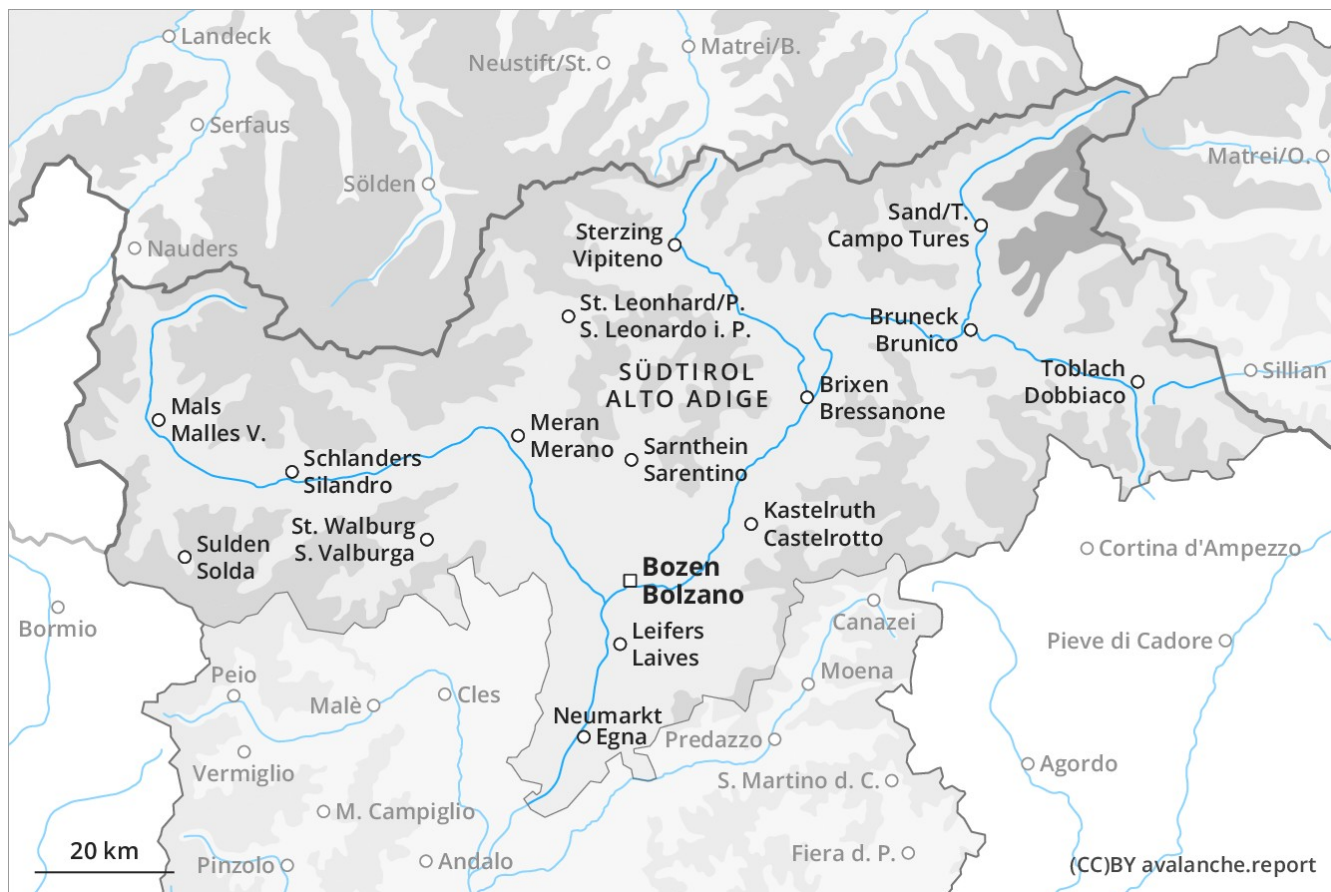 Landeck
Neustift/St.
Matrei/B.
Serfaus
Matrei/O.
Sölden
Sand/T.
Campo Tures
Nauders
Sterzing
Vipiteno
St. Leonhard/P.
S. Leonardo i. P.
Bruneck
Brunico
SÜDTIROL
ALTO ADIGE
Toblach
Dobbiaco
Sillian
Brixen
Bressanone
Mals
Malles V.
Meran
Merano
Sarnthein
Sarentino
Schlanders
Silandro
Kastelruth
Castelrotto
St. Walburg
S. Valburga
Sulden
Solda
Cortina d'Ampezzo
Bozen
Bolzano
Bormio
Canazei
Leifers
Laives
Pieve di Cadore
Peio
Moena
Malè
Cles
Neumarkt
Egna
Predazzo
Vermiglio
Agordo
S. Martino d. C.
M. Campiglio
20 km
Pinzolo
Andalo
Fiera d. P.
(CC)BY avalanche.report